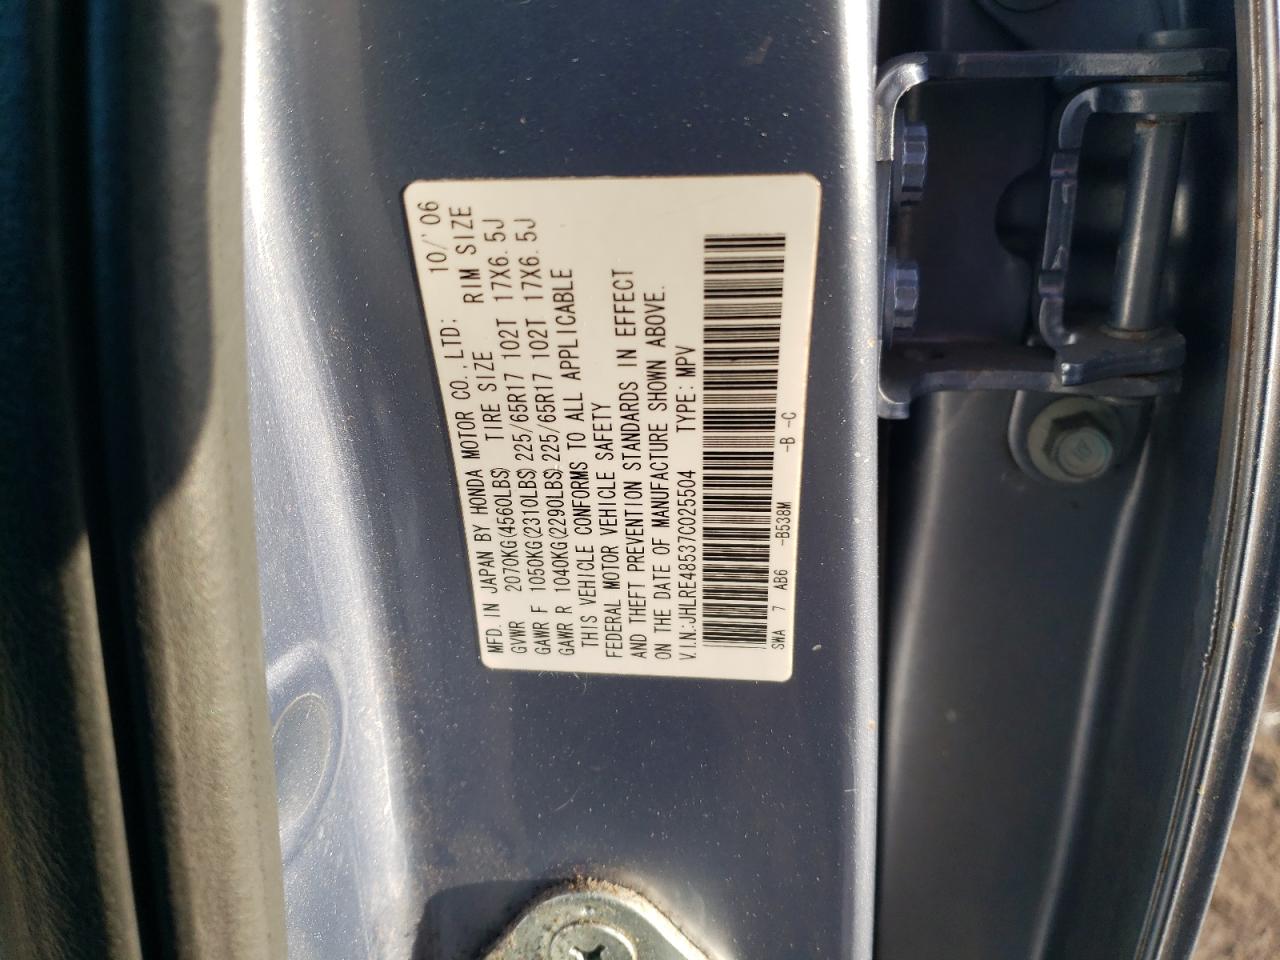 MFD. IN JAPAN BY HONDA MOTOR CO., LTD: 10/'06
GVWR 2070KG(4560LBS) TIRE SIZE RIM SIZE
GAWR F 1050KG(2310LBS) 225/65R17 102T 17X6.5J
GAWR R 1040KG(2290LBS) 225/65R17 102T 17X6.5J
THIS VEHICLE CONFORMS TO ALL APPLICABLE
FEDERAL MOTOR VEHICLE SAFETY
AND THEFT PREVENTION STANDARDS IN EFFECT
ON THE DATE OF MANUFACTURE SHOWN ABOVE.
V.I.N.:JHLRE48537C025504 TYPE: MPV
SWA 7 AB6 -B538M -B -C